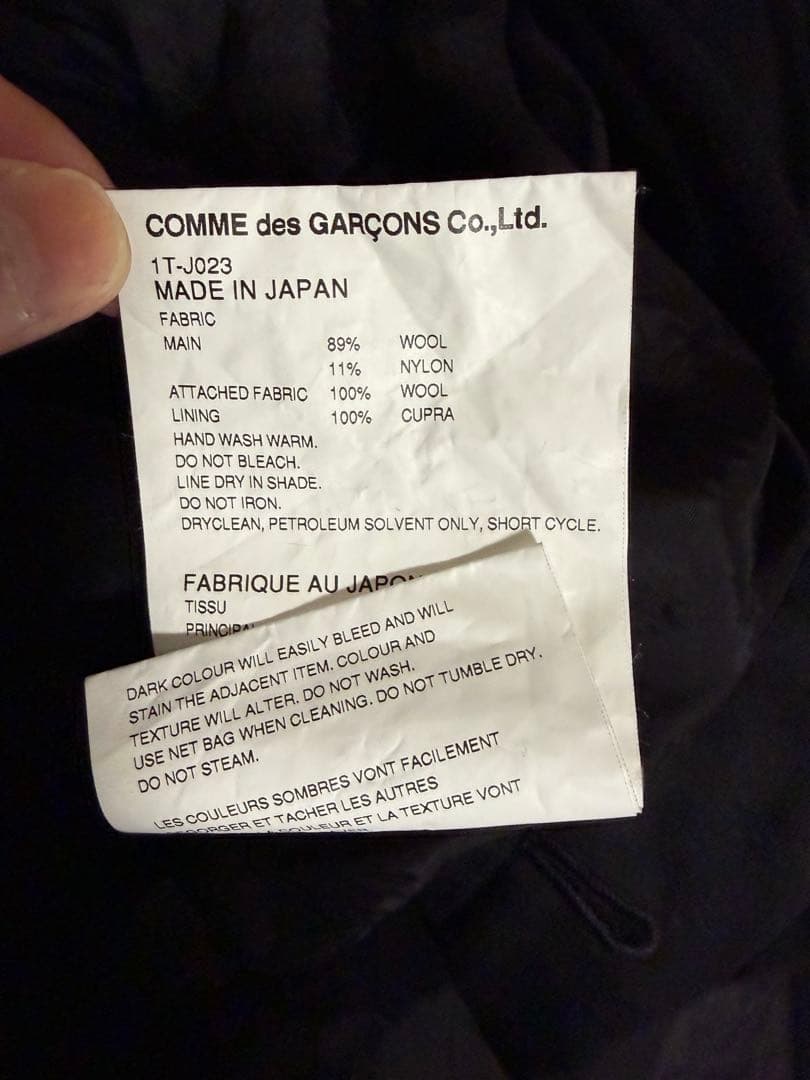 COMME des GARÇONS Co.,Ltd.
1T-J023
MADE IN JAPAN
FABRIC
MAIN 89% WOOL
11% NYLON
ATTACHED FABRIC 100% WOOL
LINING 100% CUPRA
HAND WASH WARM.
DO NOT BLEACH.
LINE DRY IN SHADE.
DO NOT IRON.
DRYCLEAN, PETROLEUM SOLVENT ONLY, SHORT CYCLE.
FABRIQUE AU JAPON
TISSU
DARK COLOUR WILL EASILY BLEED AND WILL
STAIN THE ADJACENT ITEM. COLOUR AND
TEXTURE WILL ALTER. DO NOT WASH.
USE NET BAG WHEN CLEANING. DO NOT TUMBLE DRY.
DO NOT STEAM.
LES COULEURS SOMBRES VONT FACILEMENT
ET TACHER LES AUTRES
COULEUR ET LA TEXTURE VONT